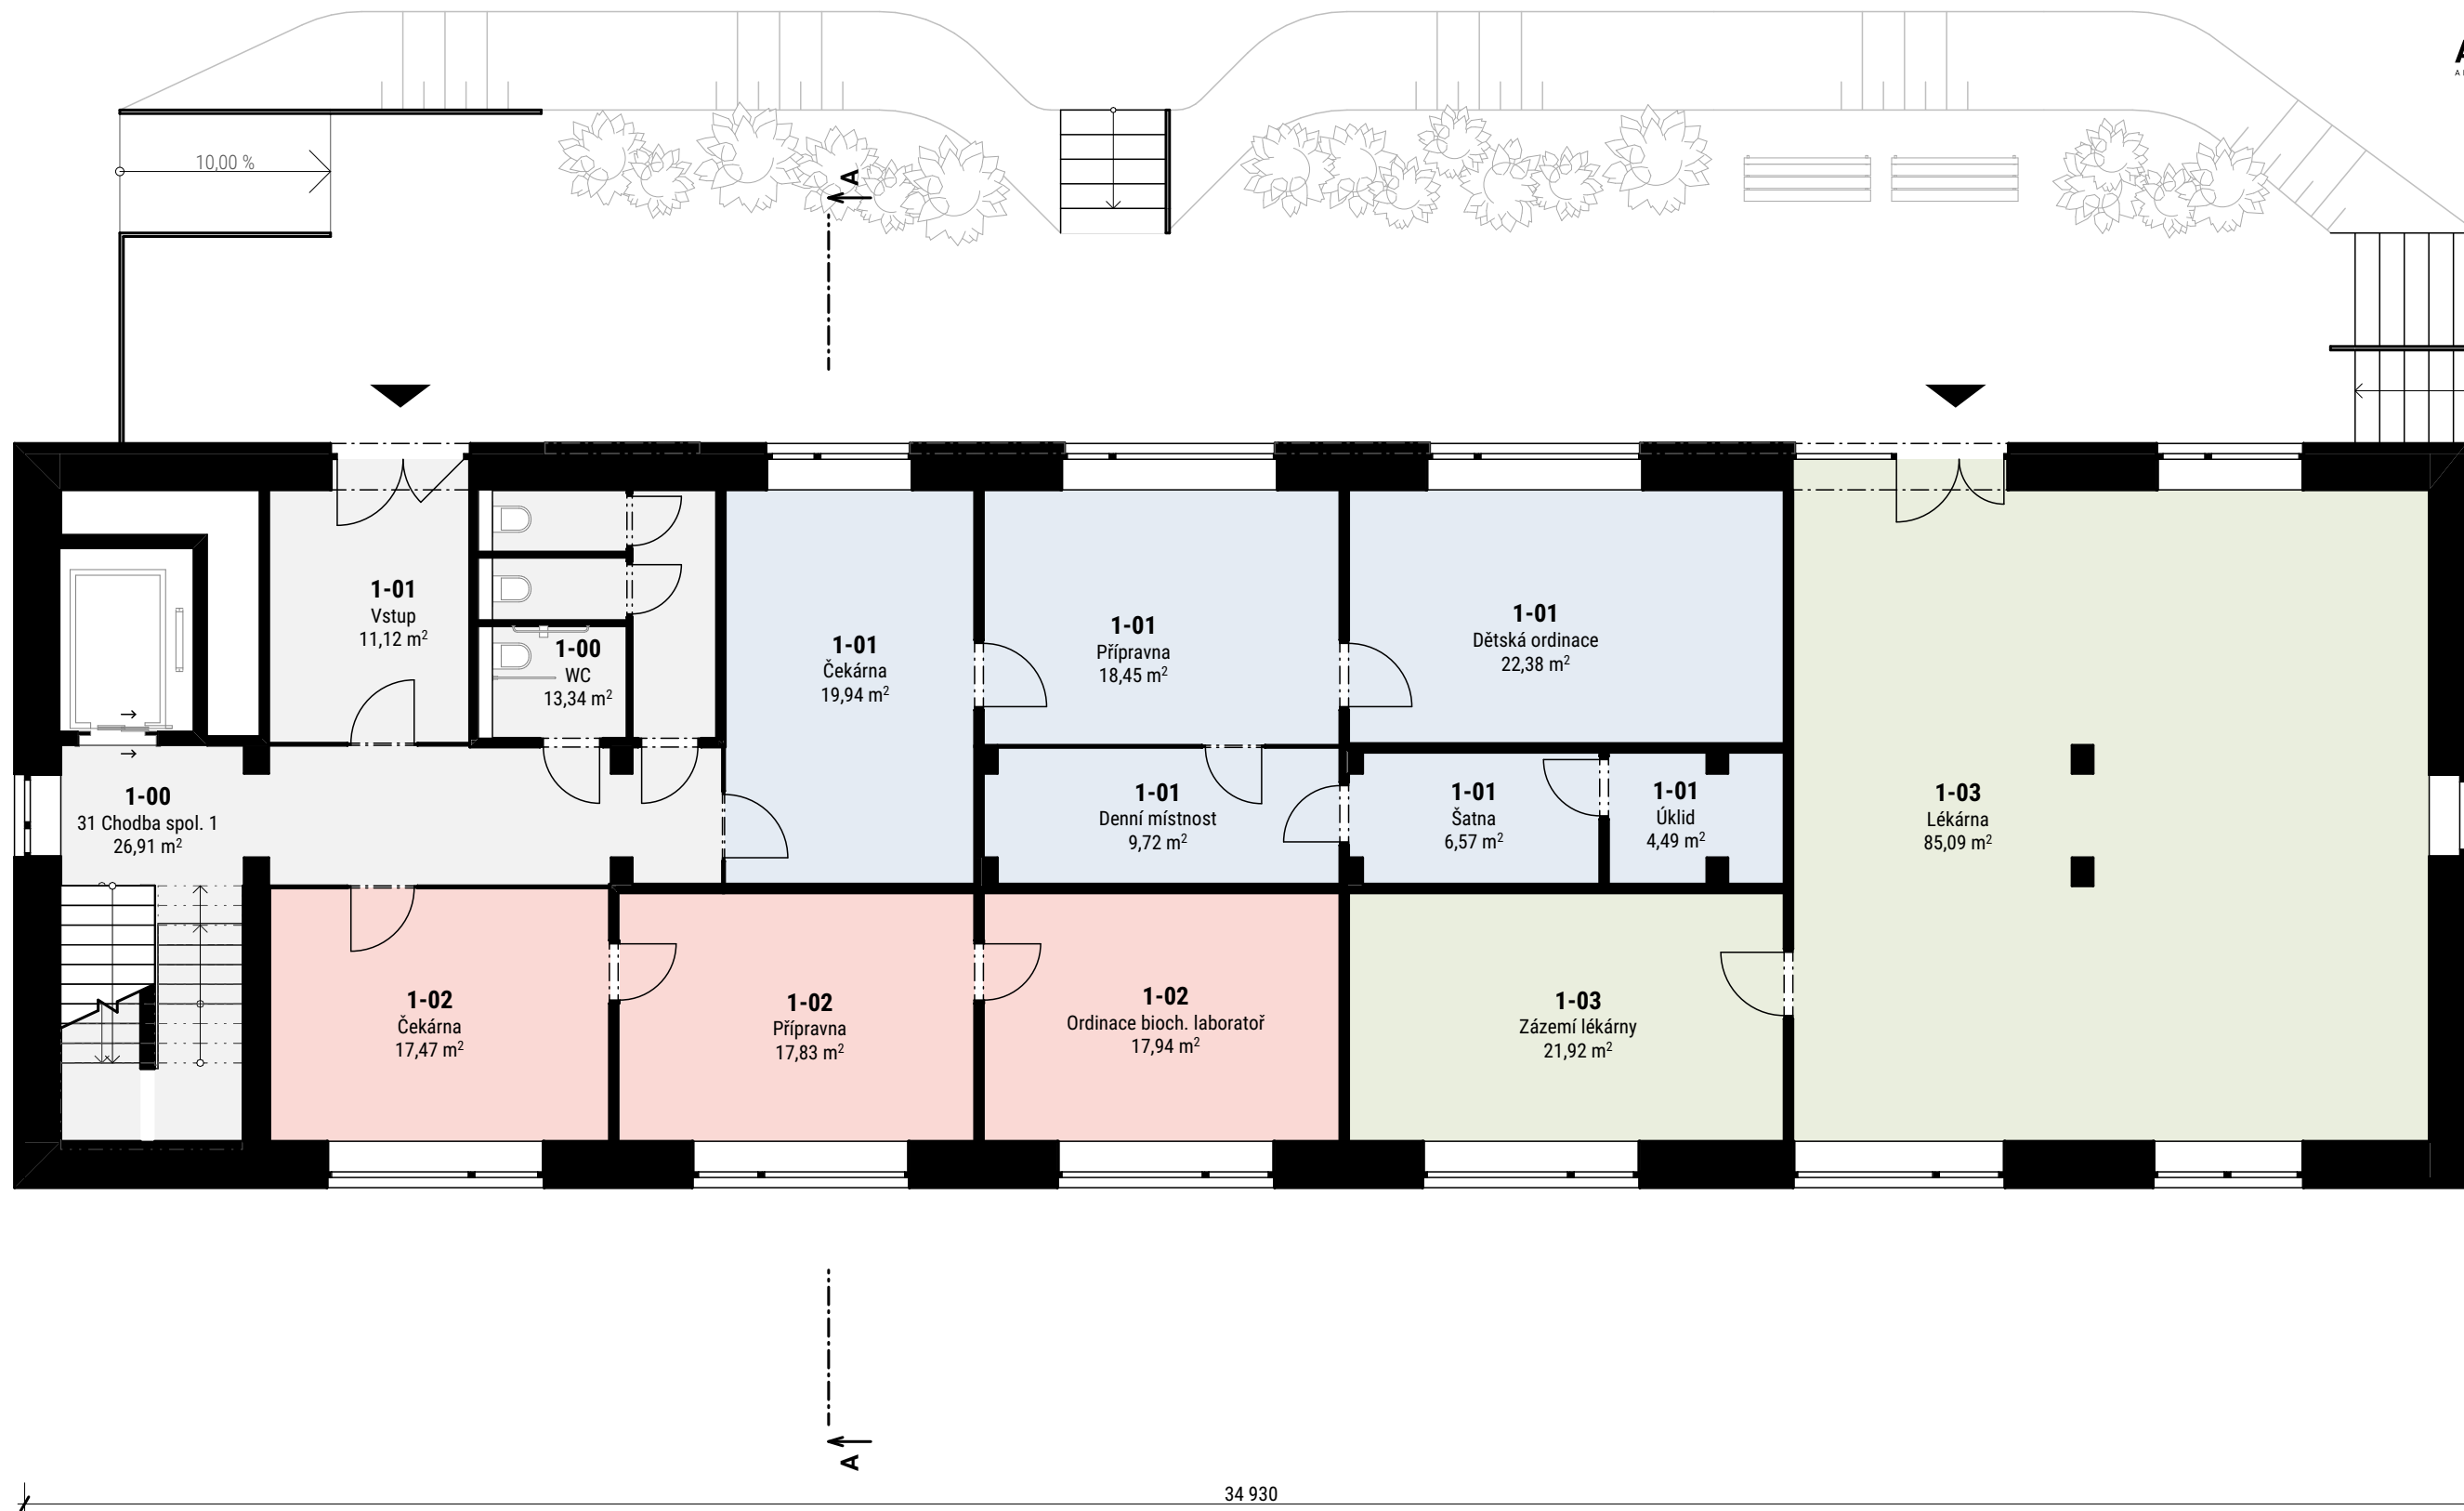 10,00 %
A
1-01
Vstup
11,12 m²
1-00
WC
13,34 m²
1-01
Čekárna
19,94 m²
1-01
Přípravna
18,45 m²
1-01
Dětská ordinace
22,38 m²
1-00
31 Chodba spol. 1
26,91 m²
1-01
Denní místnost
9,72 m²
1-01
Šatna
6,57 m²
1-01
Úklid
4,49 m²
1-03
Lékárna
85,09 m²
1-02
Čekárna
17,47 m²
1-02
Přípravna
17,83 m²
1-02
Ordinace bioch. laboratoř
17,94 m²
1-03
Zázemí lékárny
21,92 m²
A
34 930